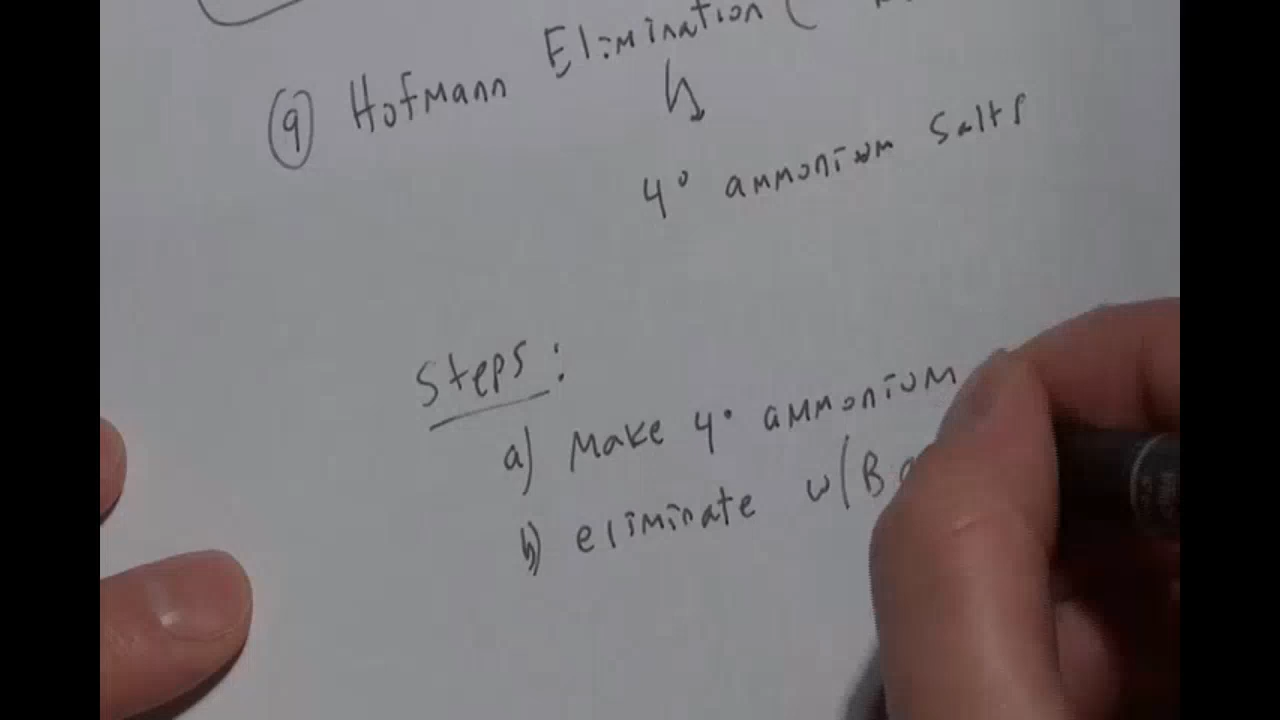 9 Hofmann Elimination (
4° ammonium salts
Steps:
a) Make 4° ammonium
b) eliminate w/